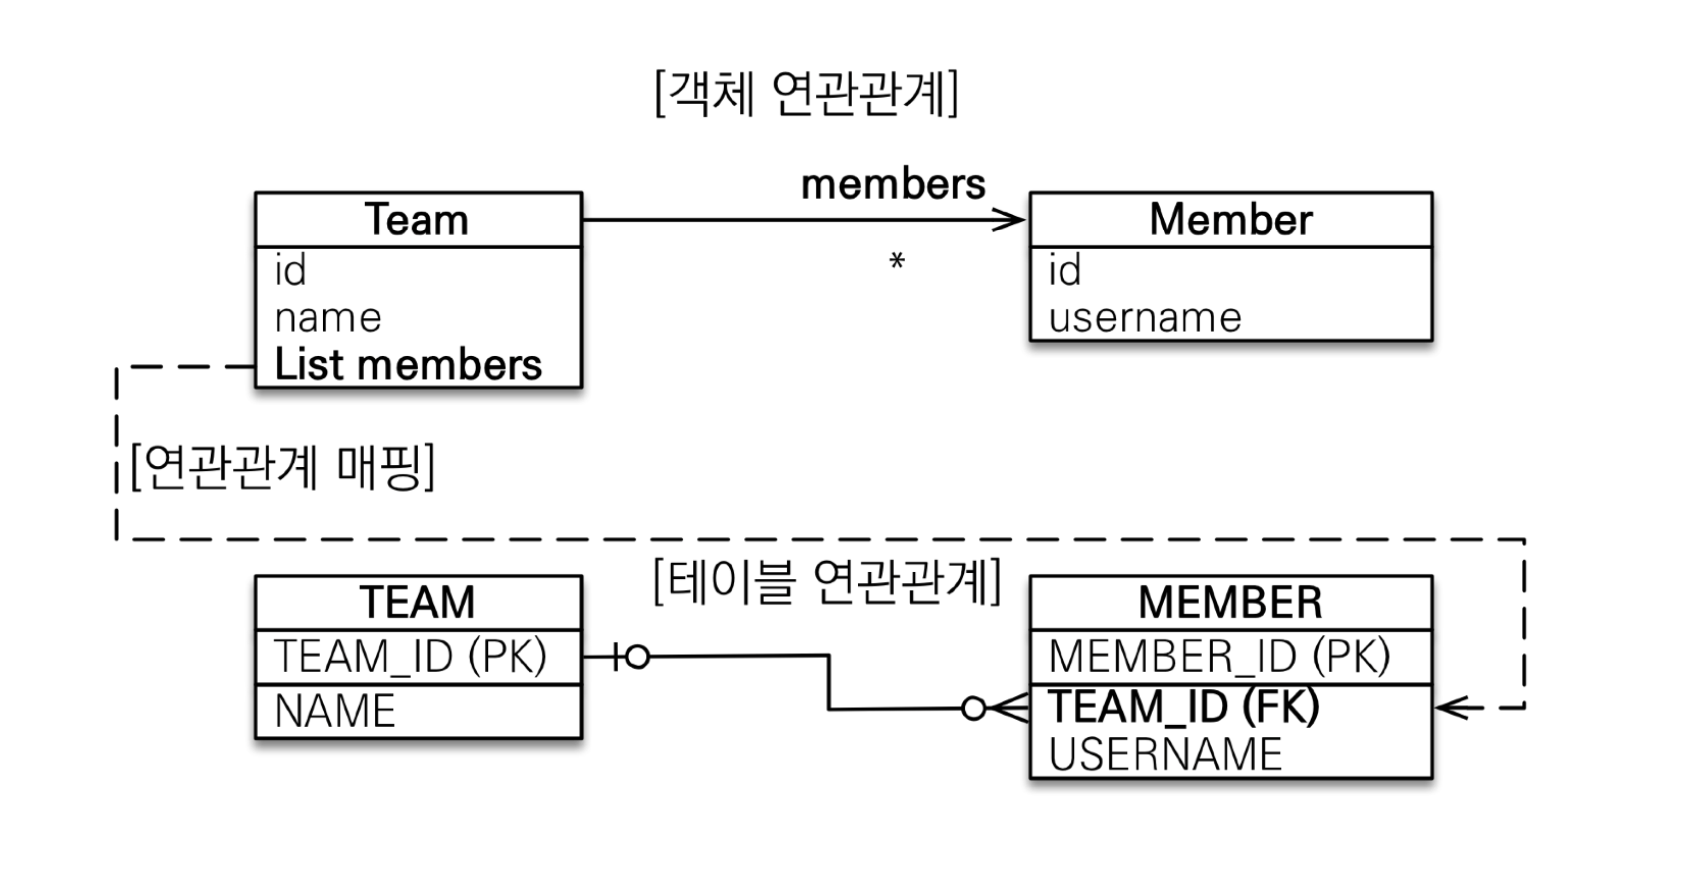 [객체 연관관계]
members
Team
Member
*
id
name
List members
id
username
[연관관계 매핑]
[테이블 연관관계]
TEAM
TEAM_ID (PK)
NAME
MEMBER
MEMBER_ID (PK)
TEAM_ID (FK)
USERNAME